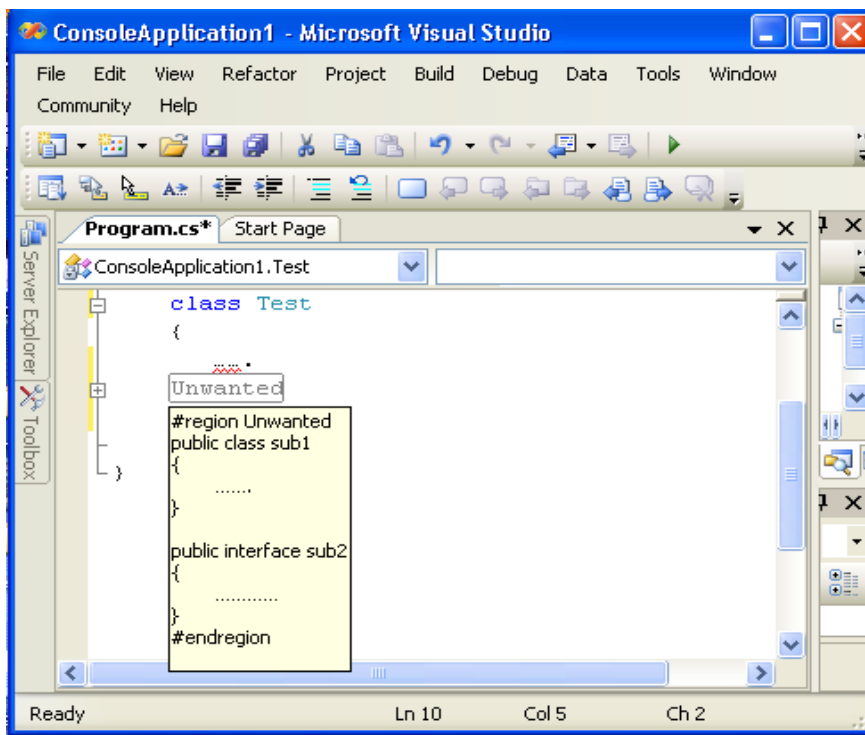 ConsoleApplication1 - Microsoft Visual Studio
File Edit View Refactor Project Build Debug Data Tools Window
Community Help
Program.cs* Start Page
Server Explorer
Toolbox
ConsoleApplication1.Test
class Test
{
…… .
Unwanted
#region Unwanted
public class sub1
{
…….
}
public interface sub2
{
…………
}
#endregion
}
Ready Ln 10 Col 5 Ch 2